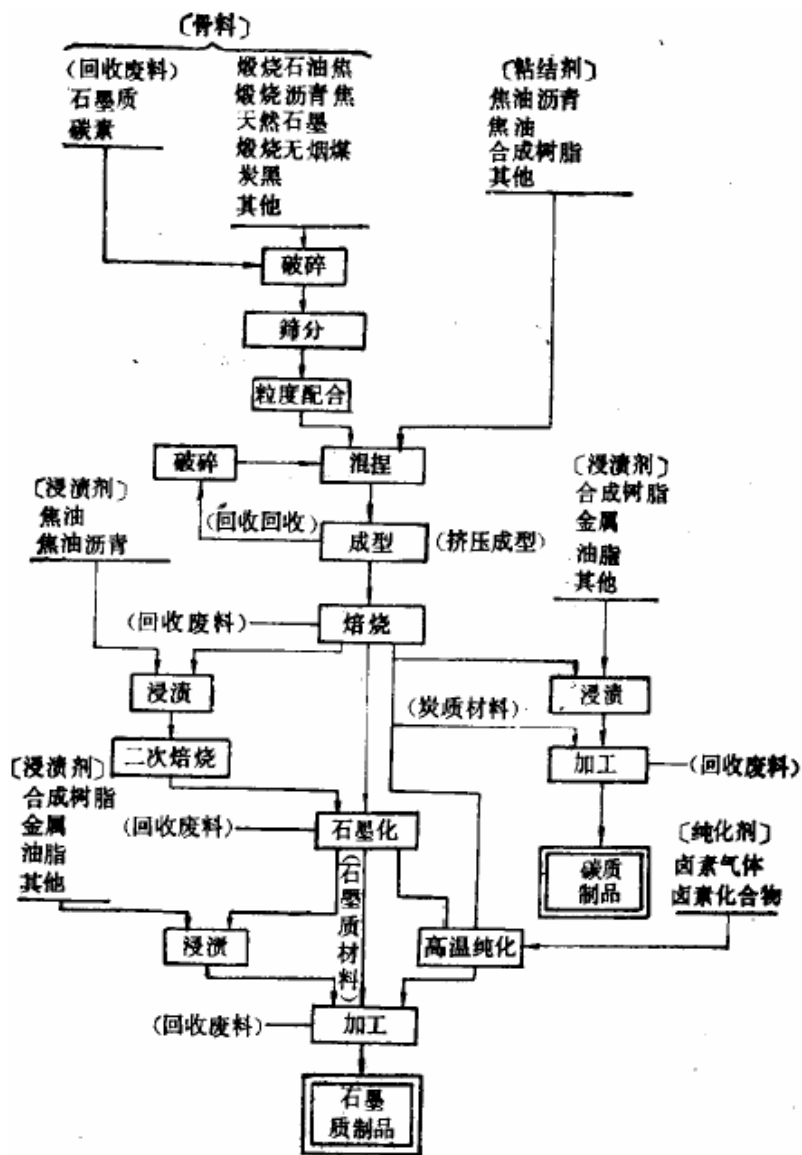 〔骨料〕
(回收废料)
石墨质
碳素
煅烧石油焦
煅烧沥青焦
天然石墨
煅烧无烟煤
炭黑
其他
〔粘结剂〕
焦油沥青
焦油
合成树脂
其他
破碎
筛分
粒度配合
破碎
混捏
(回收回收)
成型
(挤压成型)
〔浸渍剂〕
焦油
焦油沥青
〔浸渍剂〕
合成树脂
金属
油脂
其他
(回收废料)
焙烧
浸渍
二次焙烧
浸渍
(炭质材料)
加工
(回收废料)
碳质
制品
〔浸渍剂〕
合成树脂
金属
油脂
其他
(回收废料)
石墨化
(石墨质材料)
〔纯化剂〕
卤素气体
卤素化合物
浸渍
高温纯化
(回收废料)
加工
石墨
质制品